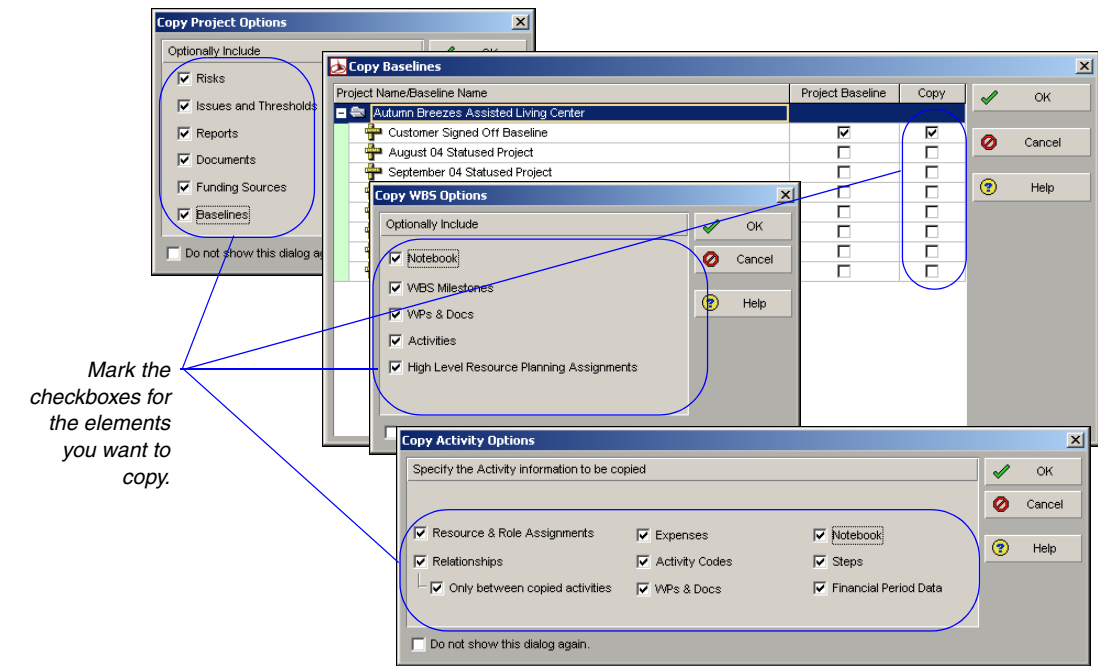 Copy Project Options
Optionally Include
OK
Risks
Issues and Thresholds
Reports
Documents
Funding Sources
Baselines
Do not show this dialog
Copy Baselines
Project Name/Baseline Name Project Baseline Copy
Autumn Breezes Assisted Living Center
Customer Signed Off Baseline
August 04 Statused Project
September 04 Statused Project
OK
Cancel
Help
Copy WBS Options
Optionally Include
Notebook
WBS Milestones
WPs & Docs
Activities
High Level Resource Planning Assignments
OK
Cancel
Help
Mark the
checkboxes for
the elements
you want to
copy.
Copy Activity Options
Specify the Activity information to be copied
Resource & Role Assignments Expenses Notebook
Relationships Activity Codes Steps
Only between copied activities WPs & Docs Financial Period Data
Do not show this dialog again.
OK
Cancel
Help